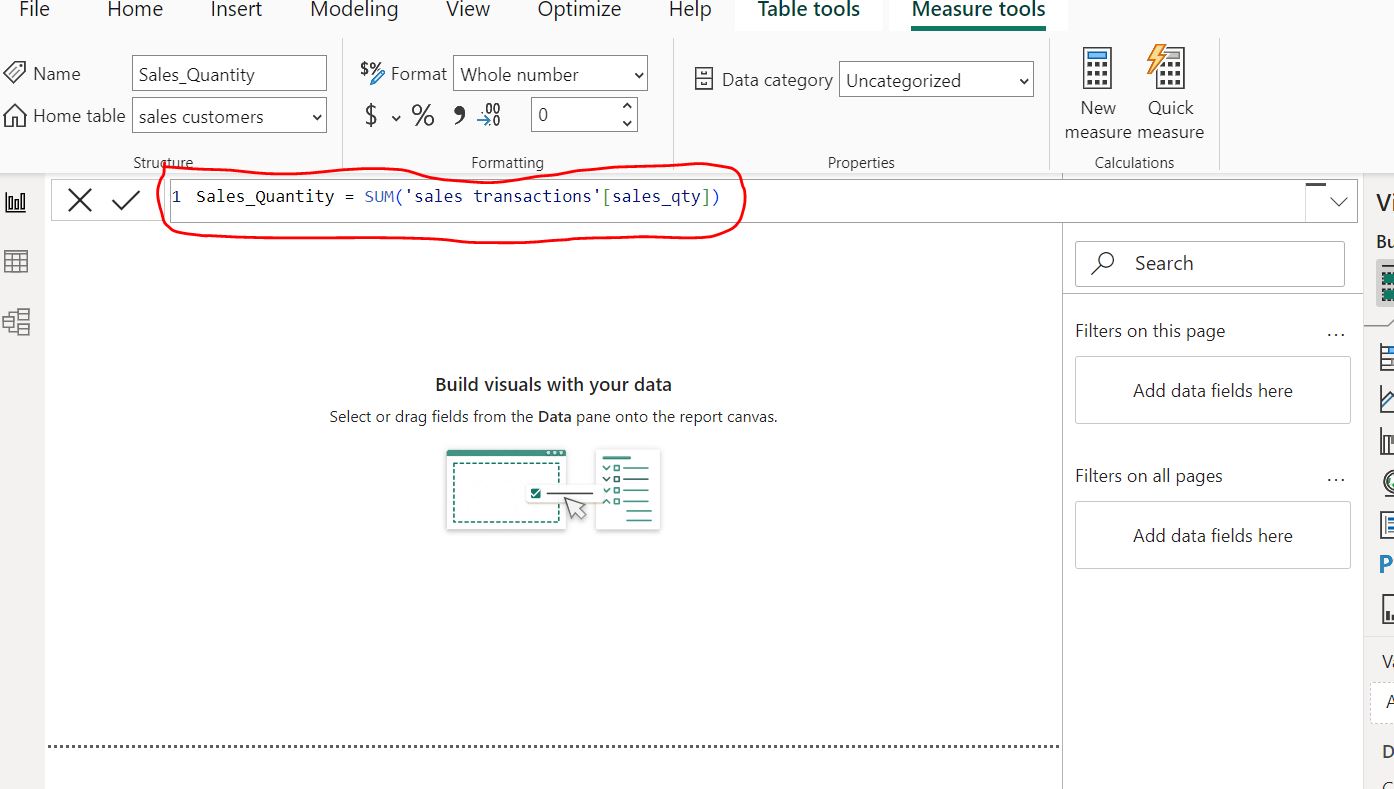 File Home Insert Modeling View Optimize Help Table tools Measure tools
Name Sales_Quantity
Home table sales customers
Structure
$% Format Whole number
$ % 9 .00 0
Formatting
Data category Uncategorized
Properties
New measure
Quick measure
Calculations
1 Sales_Quantity = SUM('sales transactions'[sales_qty])
Build visuals with your data
Select or drag fields from the Data pane onto the report canvas.
Search
Filters on this page ...
Add data fields here
Filters on all pages ...
Add data fields here